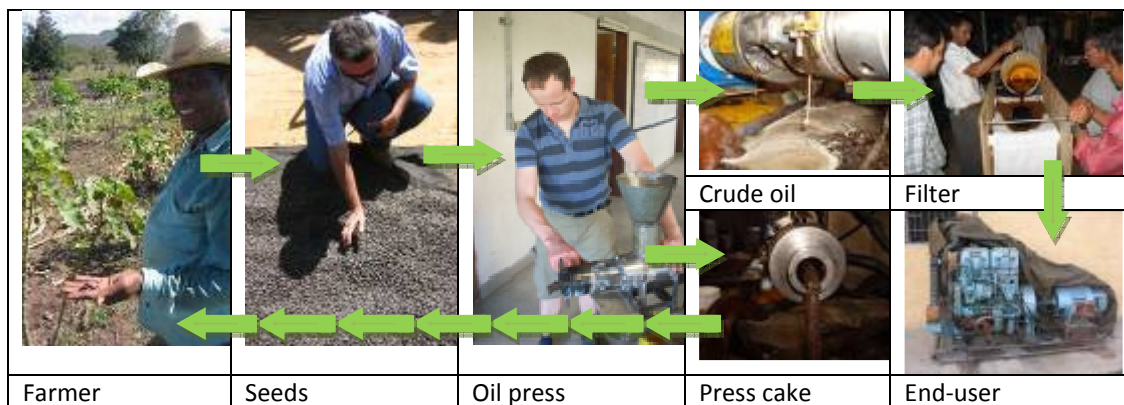 Crude oil
Filter
Farmer
Seeds
Oil press
Press cake
End-user